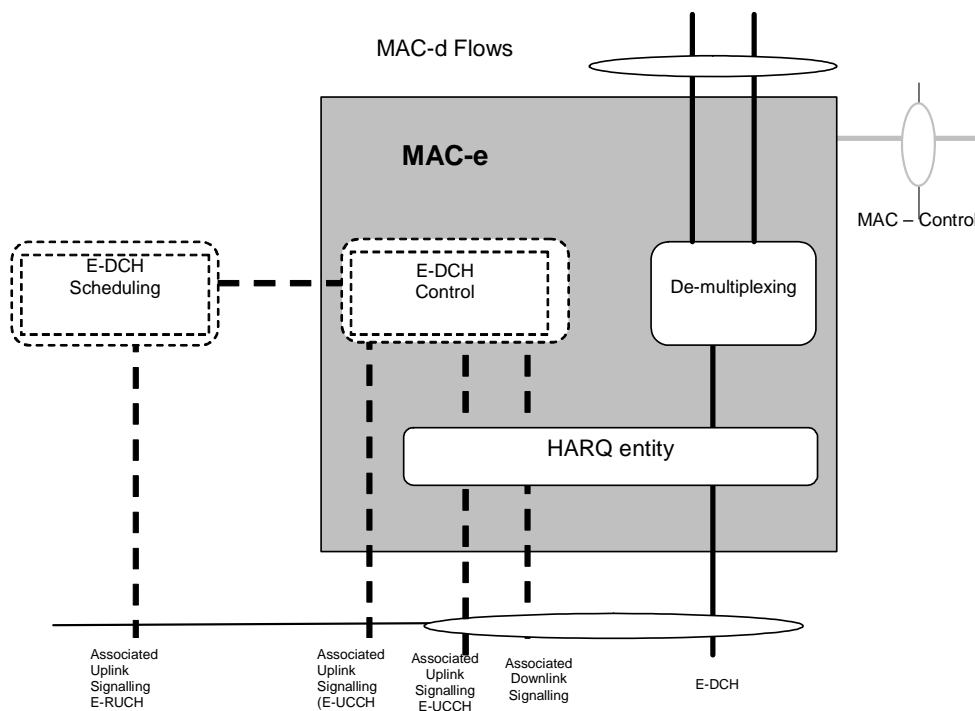 MAC-d Flows
MAC-e
MAC – Control
E-DCH
Scheduling
E-DCH
Control
De-multiplexing
HARQ entity
Associated
Uplink
Signalling
E-RUCH
Associated
Uplink
Signalling
(E-UCCH
Associated
Uplink
Signalling
E-UCCH
Associated
Downlink
Signalling
E-DCH